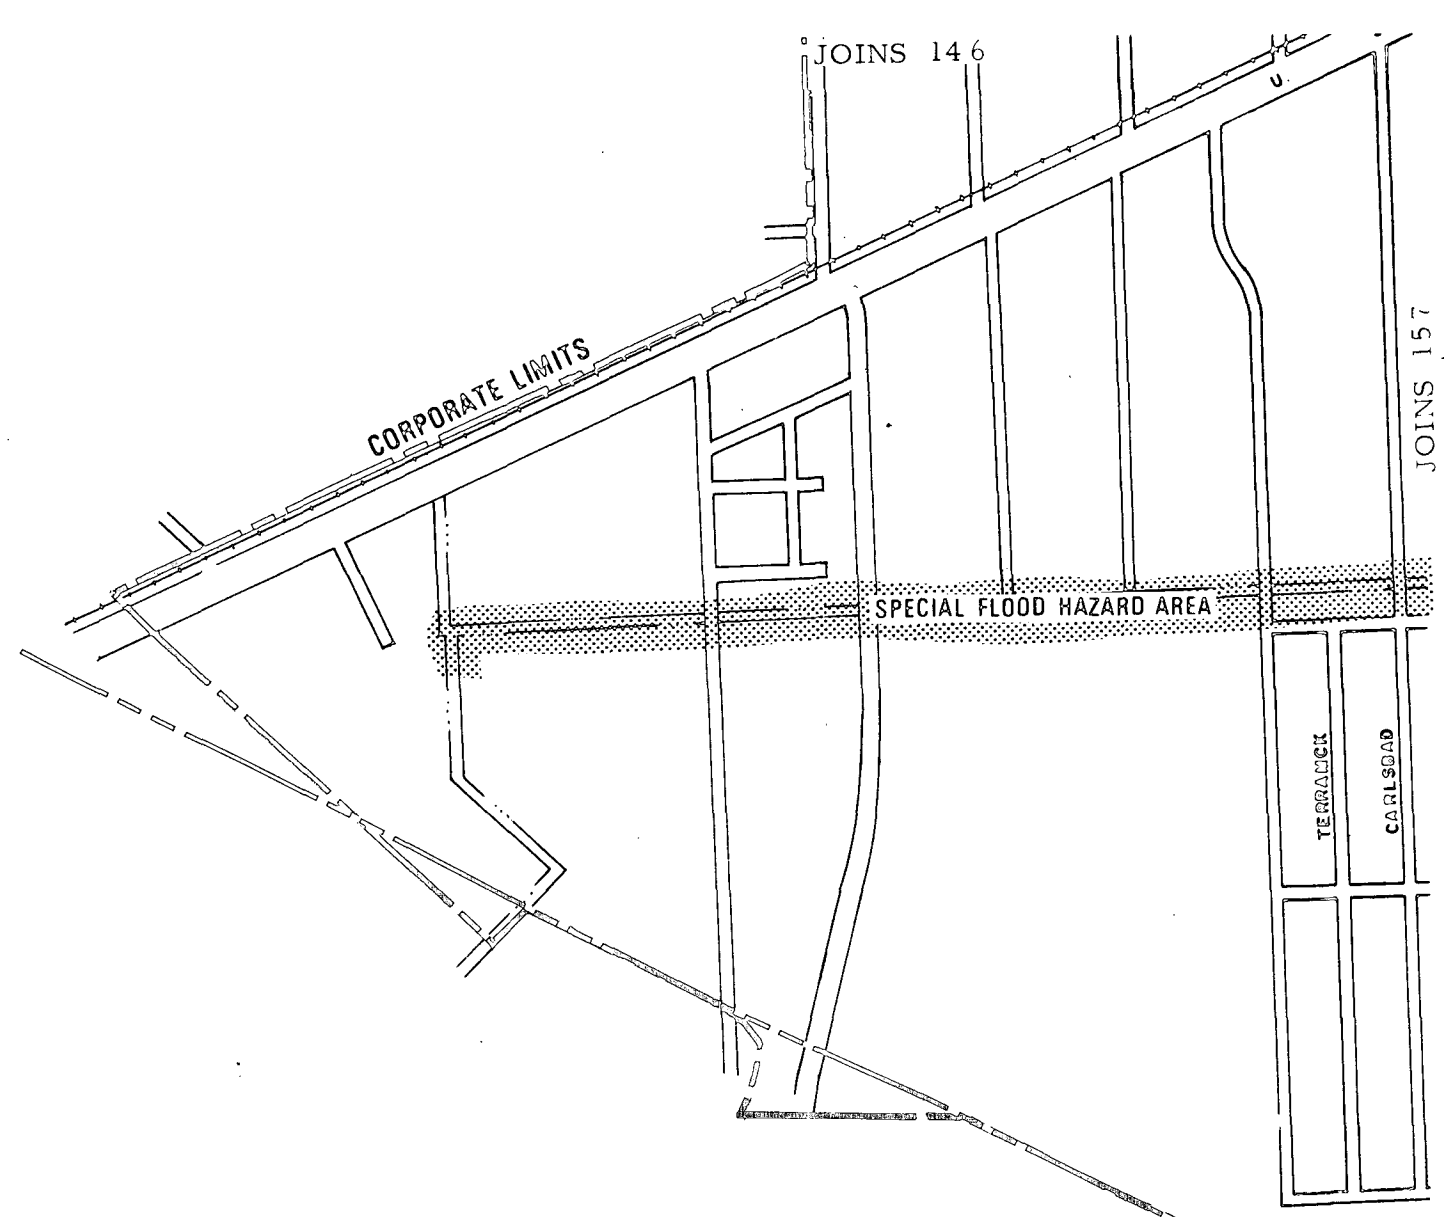 JOINS 146
U.
JOINS 157
CORPORATE LIMITS
SPECIAL FLOOD HAZARD AREA
TERRANCK
CARLSBAD